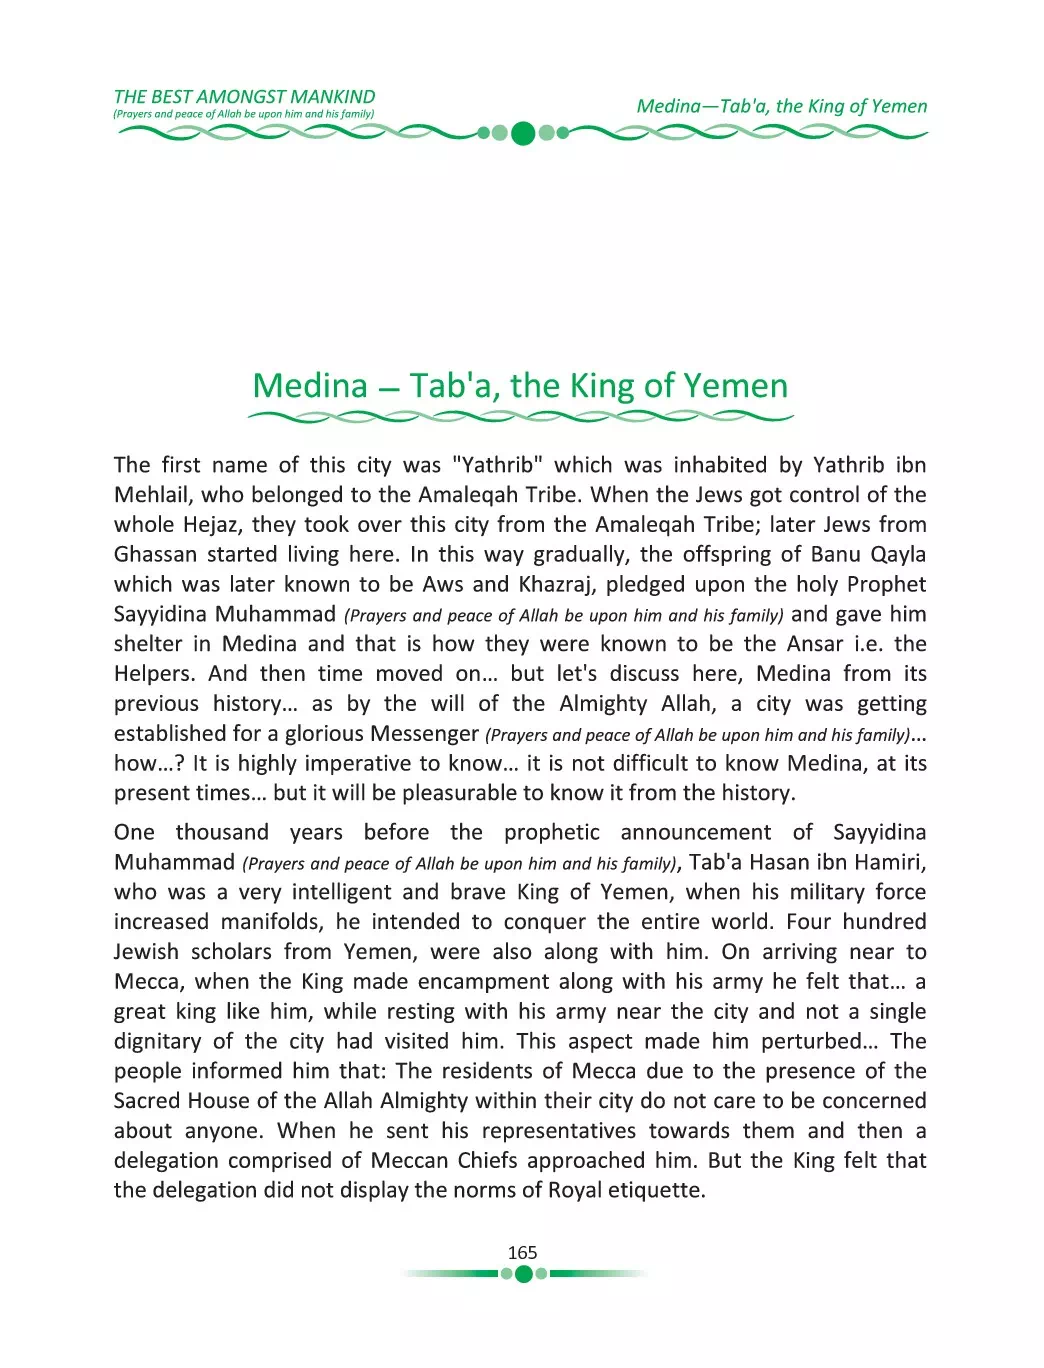 THE BEST AMONGST MANKIND
(Prayers and peace of Allah be upon him and his family)
Medina—Tab'a, the King of Yemen
Medina – Tab'a, the King of Yemen
The first name of this city was "Yathrib" which was inhabited by Yathrib ibn
Mehlail, who belonged to the Amaleqah Tribe. When the Jews got control of the
whole Hejaz, they took over this city from the Amaleqah Tribe; later Jews from
Ghassan started living here. In this way gradually, the offspring of Banu Qayla
which was later known to be Aws and Khazraj, pledged upon the holy Prophet
Sayyidina Muhammad (Prayers and peace of Allah be upon him and his family) and gave him
shelter in Medina and that is how they were known to be the Ansar i.e. the
Helpers. And then time moved on… but let's discuss here, Medina from its
previous history… as by the will of the Almighty Allah, a city was getting
established for a glorious Messenger (Prayers and peace of Allah be upon him and his family)…
how…? It is highly imperative to know… it is not difficult to know Medina, at its
present times… but it will be pleasurable to know it from the history.
One thousand years before the prophetic announcement of Sayyidina
Muhammad (Prayers and peace of Allah be upon him and his family), Tab'a Hasan ibn Hamiri,
who was a very intelligent and brave King of Yemen, when his military force
increased manifolds, he intended to conquer the entire world. Four hundred
Jewish scholars from Yemen, were also along with him. On arriving near to
Mecca, when the King made encampment along with his army he felt that… a
great king like him, while resting with his army near the city and not a single
dignitary of the city had visited him. This aspect made him perturbed… The
people informed him that: The residents of Mecca due to the presence of the
Sacred House of the Allah Almighty within their city do not care to be concerned
about anyone. When he sent his representatives towards them and then a
delegation comprised of Meccan Chiefs approached him. But the King felt that
the delegation did not display the norms of Royal etiquette.
165